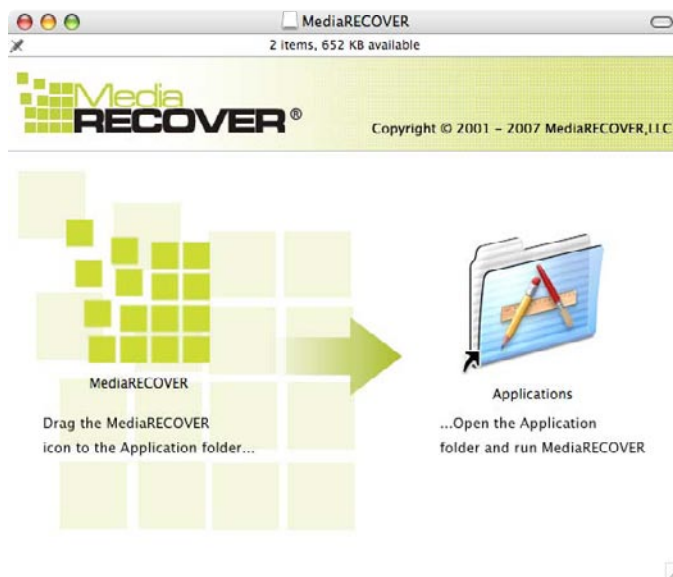 MediaRECOVER
2 items, 652 KB available
Media
RECOVER®
Copyright © 2001 – 2007 MediaRECOVER,LLC
MediaRECOVER
Drag the MediaRECOVER
icon to the Application folder...
Applications
...Open the Application
folder and run MediaRECOVER